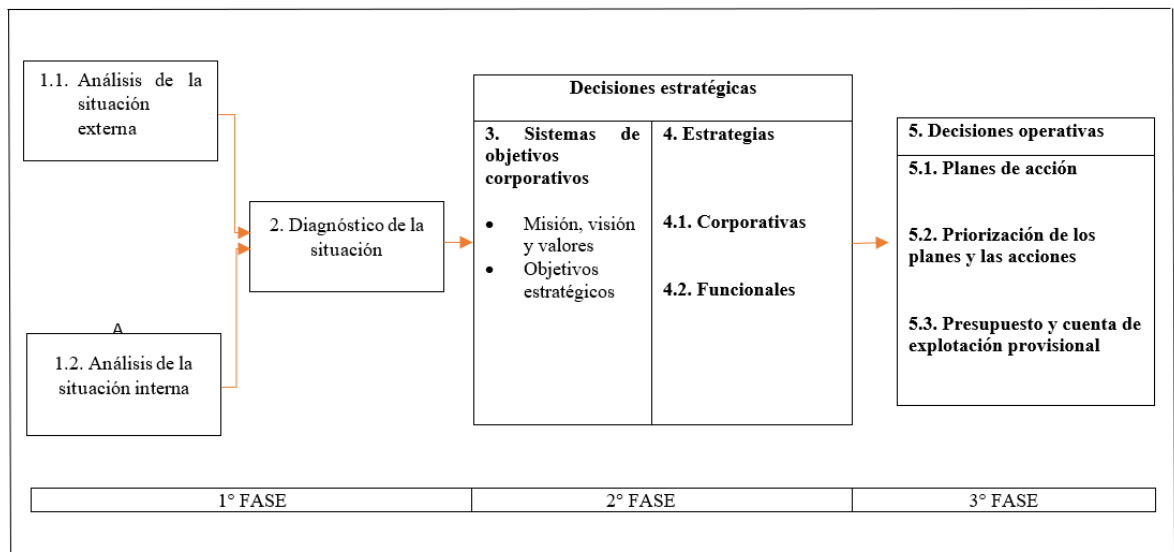 1.1. Análisis de la
situación
externa
A
1.2. Análisis de la
situación interna
2. Diagnóstico de la
situación
Decisiones estratégicas
3. Sistemas de
objetivos
corporativos
• Misión, visión
y valores
• Objetivos
estratégicos
4. Estrategias
4.1. Corporativas
4.2. Funcionales
5. Decisiones operativas
5.1. Planes de acción
5.2. Priorización de los
planes y las acciones
5.3. Presupuesto y cuenta de
explotación provisional
1° FASE
2° FASE
3° FASE